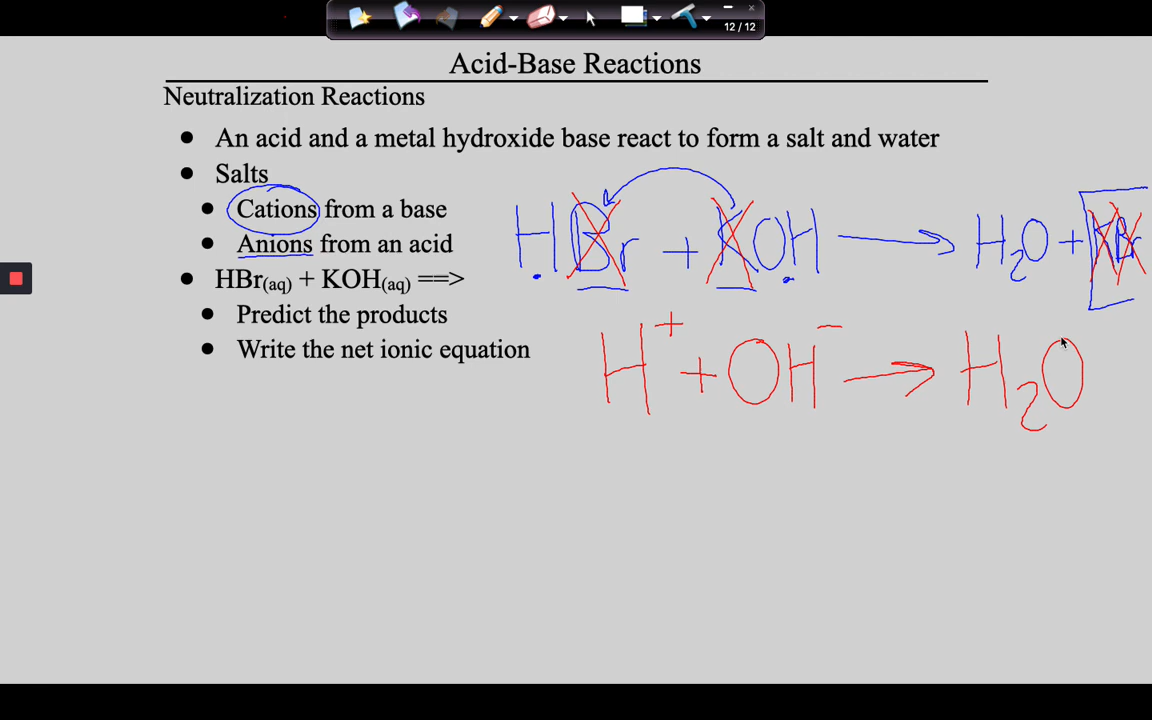 12 / 12
Acid-Base Reactions
Neutralization Reactions
● An acid and a metal hydroxide base react to form a salt and water
● Salts
● Cations from a base
● Anions from an acid
HBr + KOH → H₂O + KBr
● HBr(aq) + KOH(aq) ==>
● Predict the products
● Write the net ionic equation
H⁺ + OH⁻ → H₂O